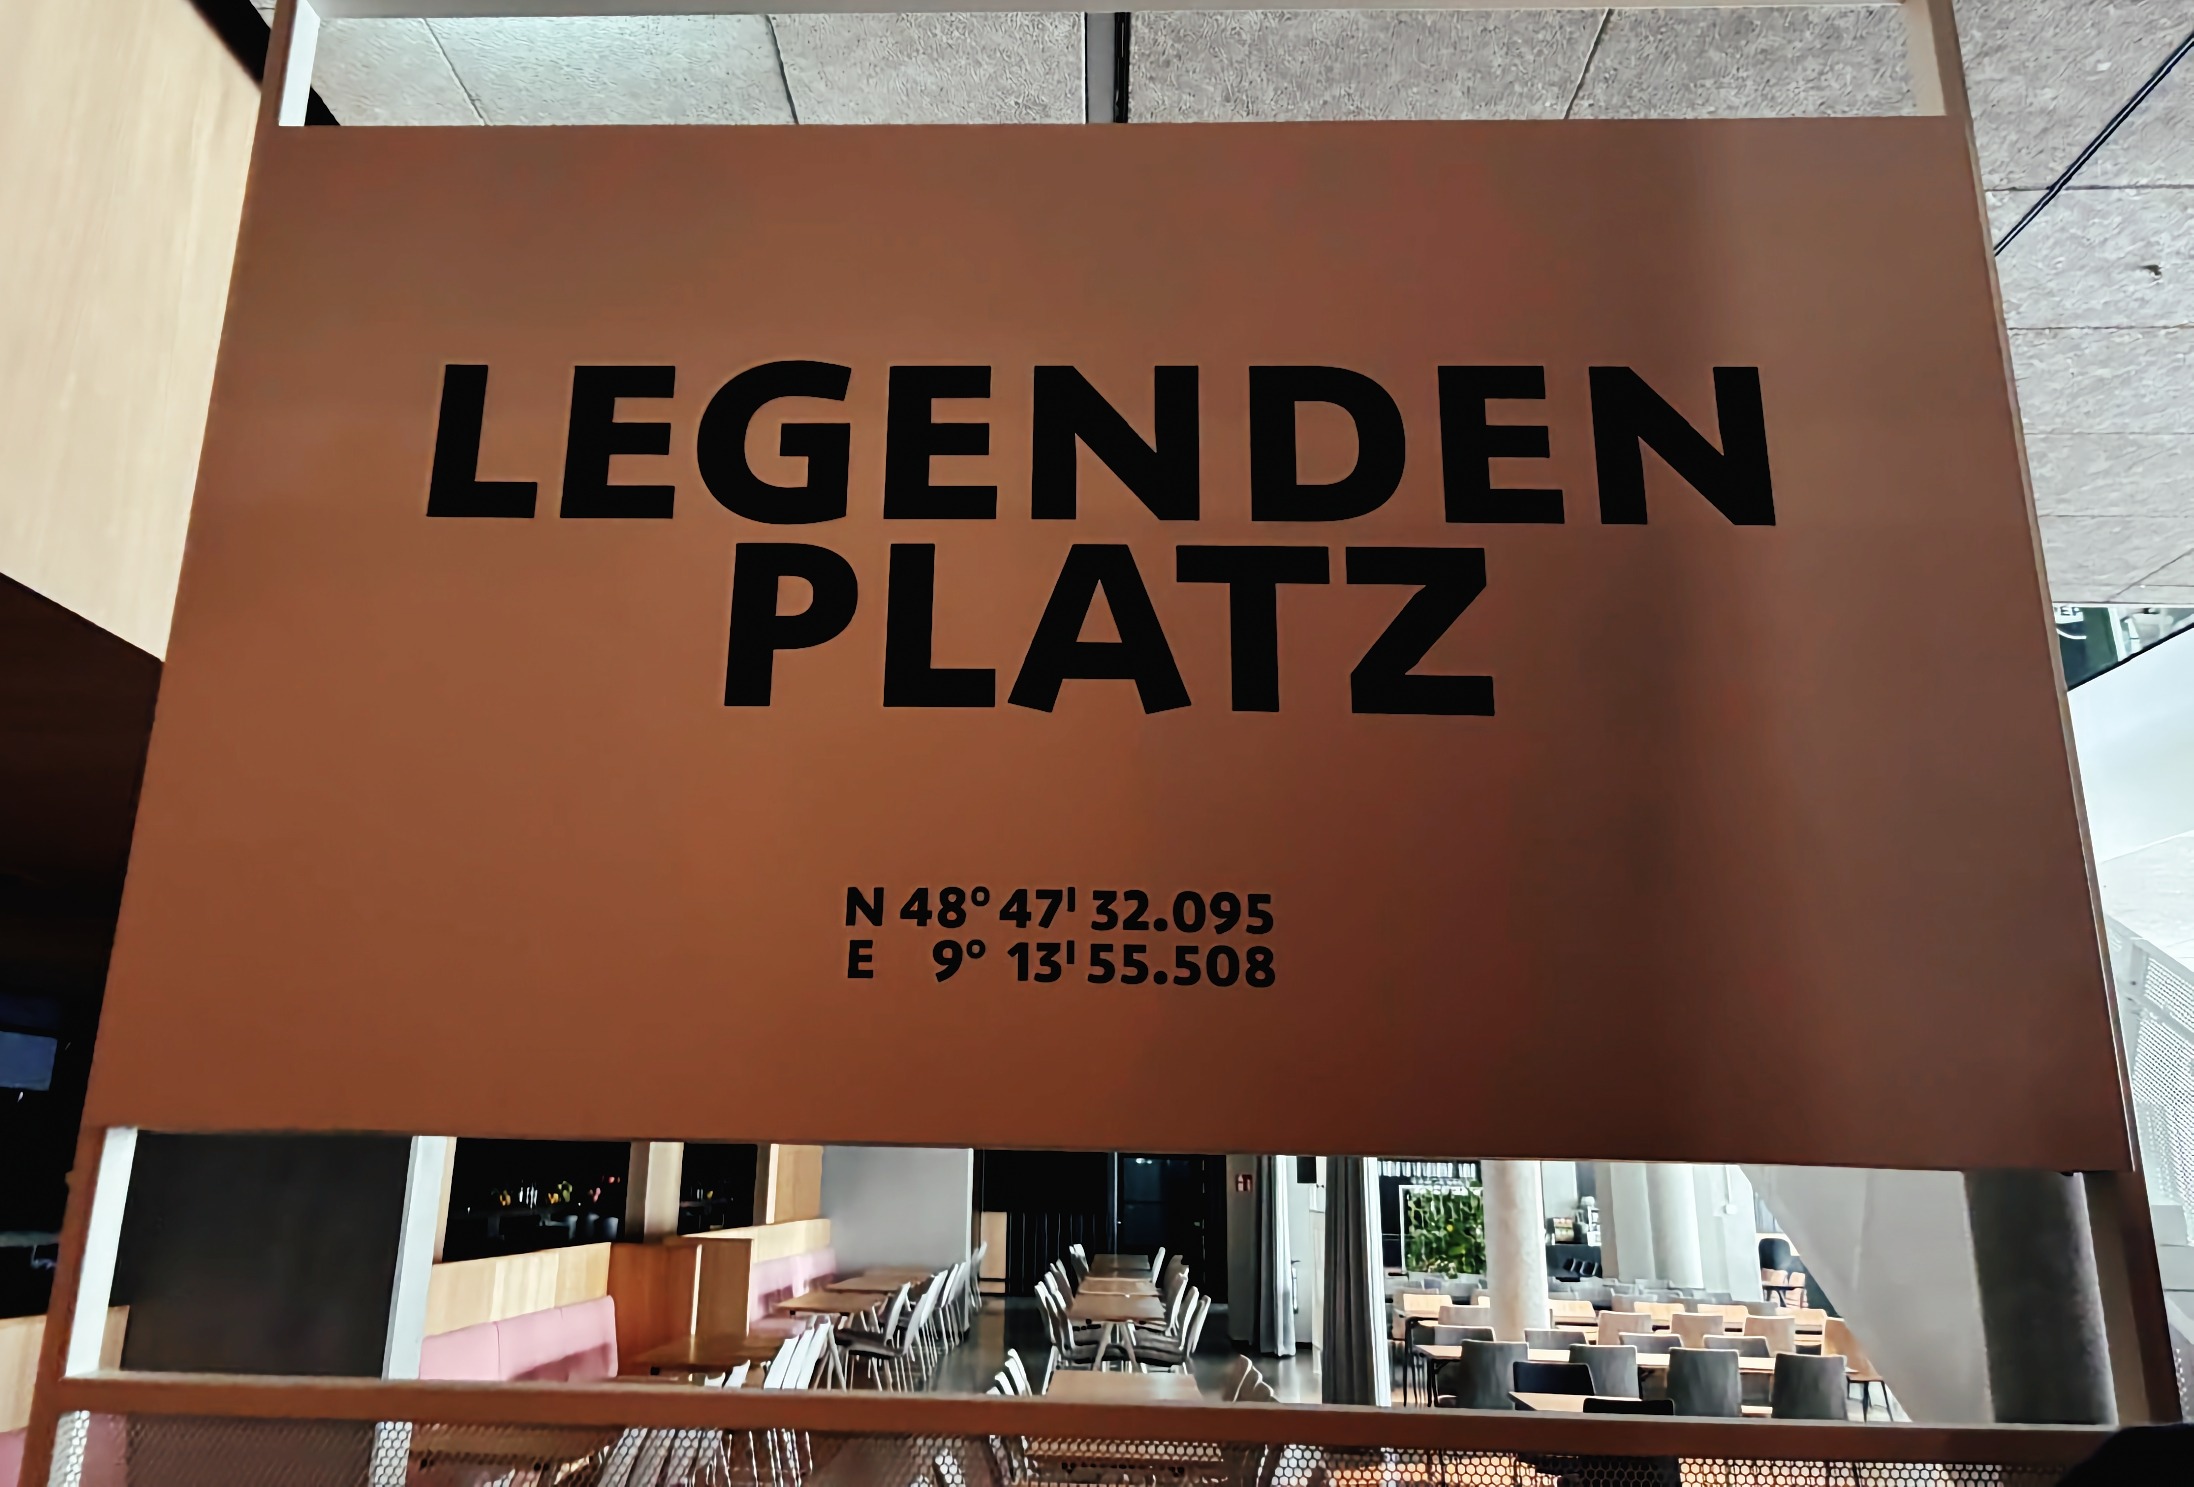 LEGENDEN
PLATZ
N 48° 47' 32.095
E 9° 13' 55.508